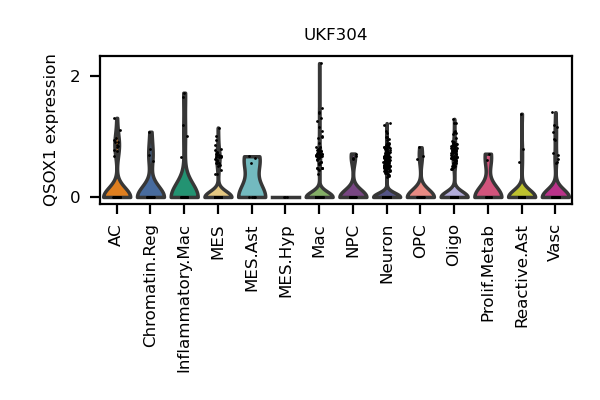 UKF304
QSOX1 expression
2
0
AC
Chromatin.Reg
Inflammatory.Mac
MES
MES.Ast
MES.Hyp
Mac
NPC
Neuron
OPC
Oligo
Prolif.Metab
Reactive.Ast
Vasc